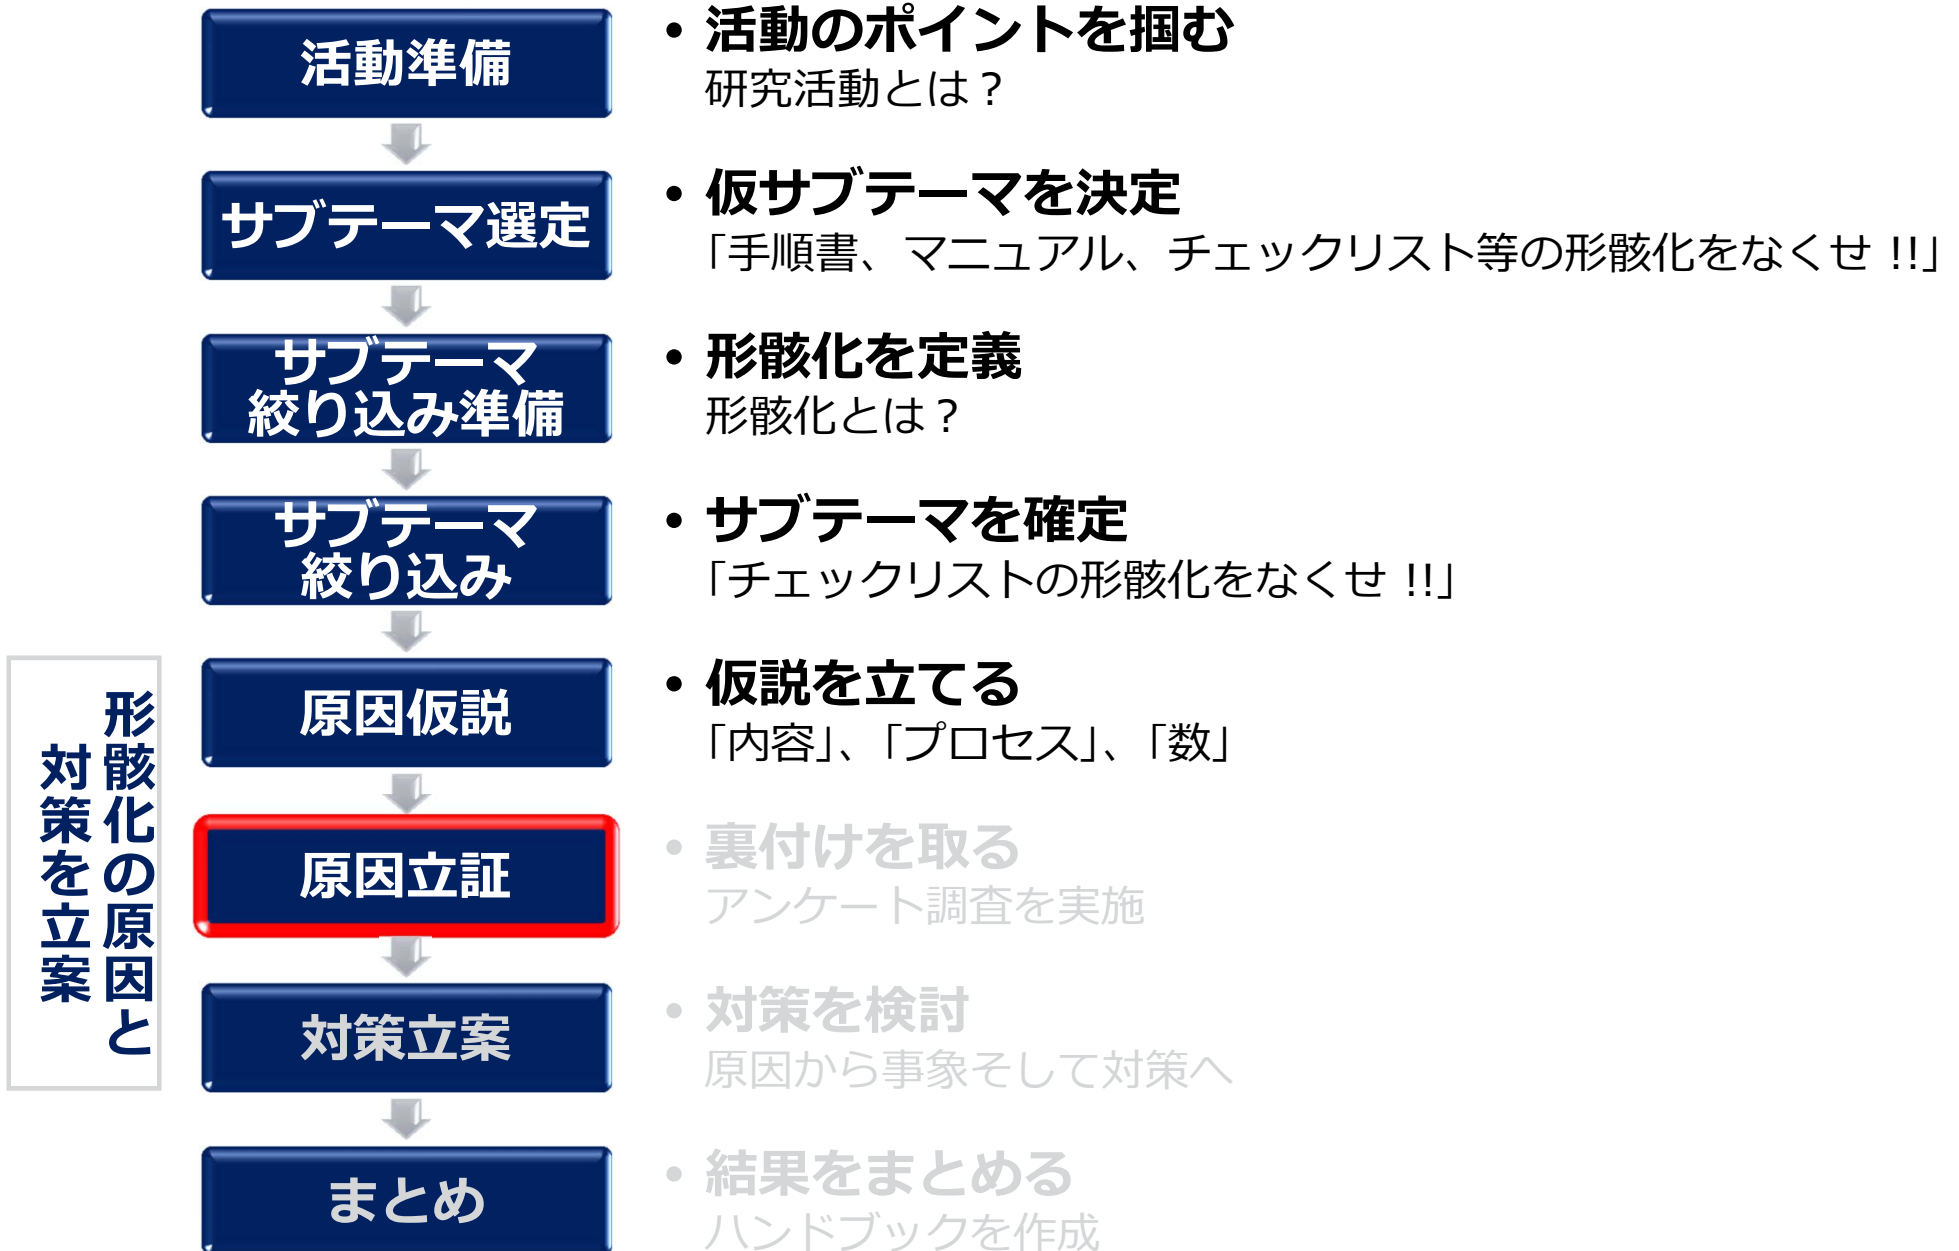 活動準備
• 活動のポイントを掴む
研究活動とは？
サブテーマ選定
• 仮サブテーマを決定
「手順書、マニュアル、チェックリスト等の形骸化をなくせ !!」
サブテーマ
絞り込み準備
• 形骸化を定義
形骸化とは？
サブテーマ
絞り込み
• サブテーマを確定
「チェックリストの形骸化をなくせ !!」
形骸化の原因と
対策を立案
原因仮説
• 仮説を立てる
「内容」、「プロセス」、「数」
原因立証
• 裏付けを取る
アンケート調査を実施
対策立案
• 対策を検討
原因から事象そして対策へ
まとめ
• 結果をまとめる
ハンドブックを作成